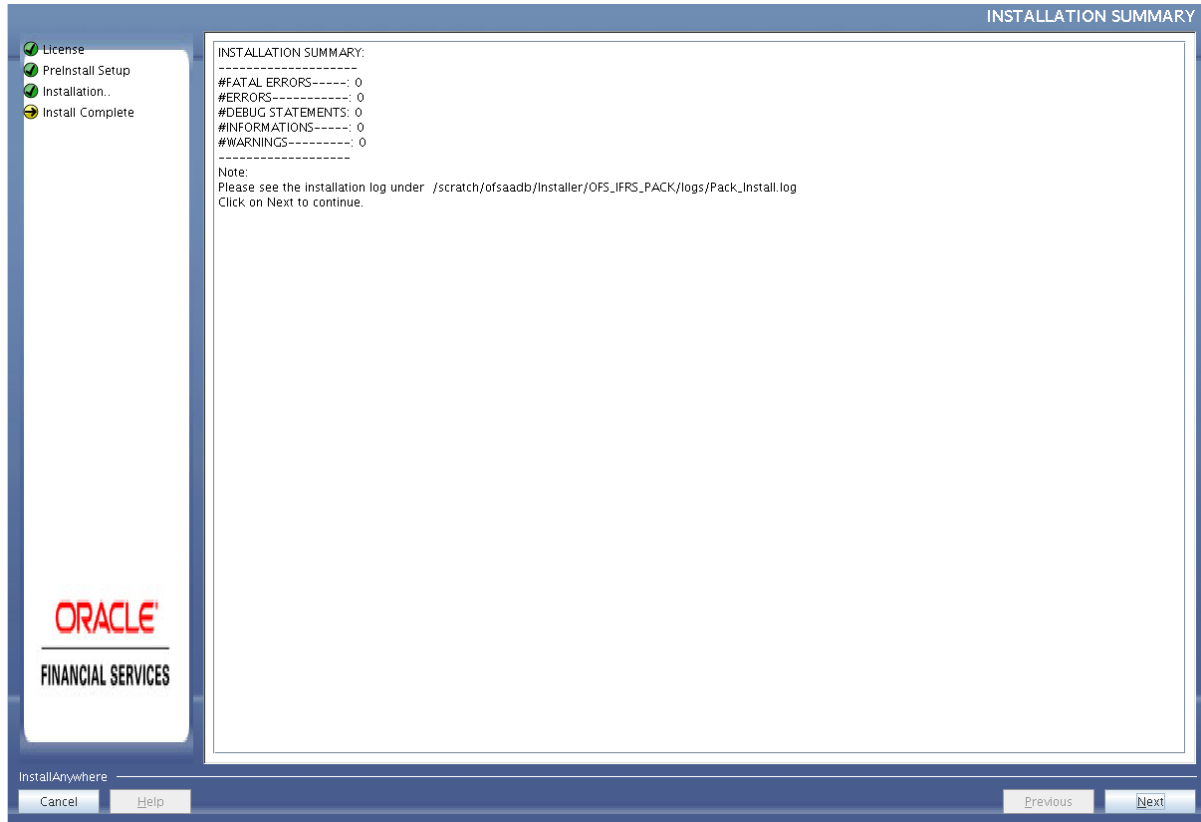 INSTALLATION SUMMARY
License
PreInstall Setup
Installation..
Install Complete
INSTALLATION SUMMARY:
--------------------
#FATAL ERRORS-----: 0
#ERRORS-----------: 0
#DEBUG STATEMENTS: 0
#INFORMATIONS-----: 0
#WARNINGS---------: 0
-------------------
Note:
Please see the installation log under /scratch/ofsaadb/Installer/OFS_IFRS_PACK/logs/Pack_Install.log
Click on Next to continue.
ORACLE'
FINANCIAL SERVICES
InstallAnywhere
Cancel Help Previous Next